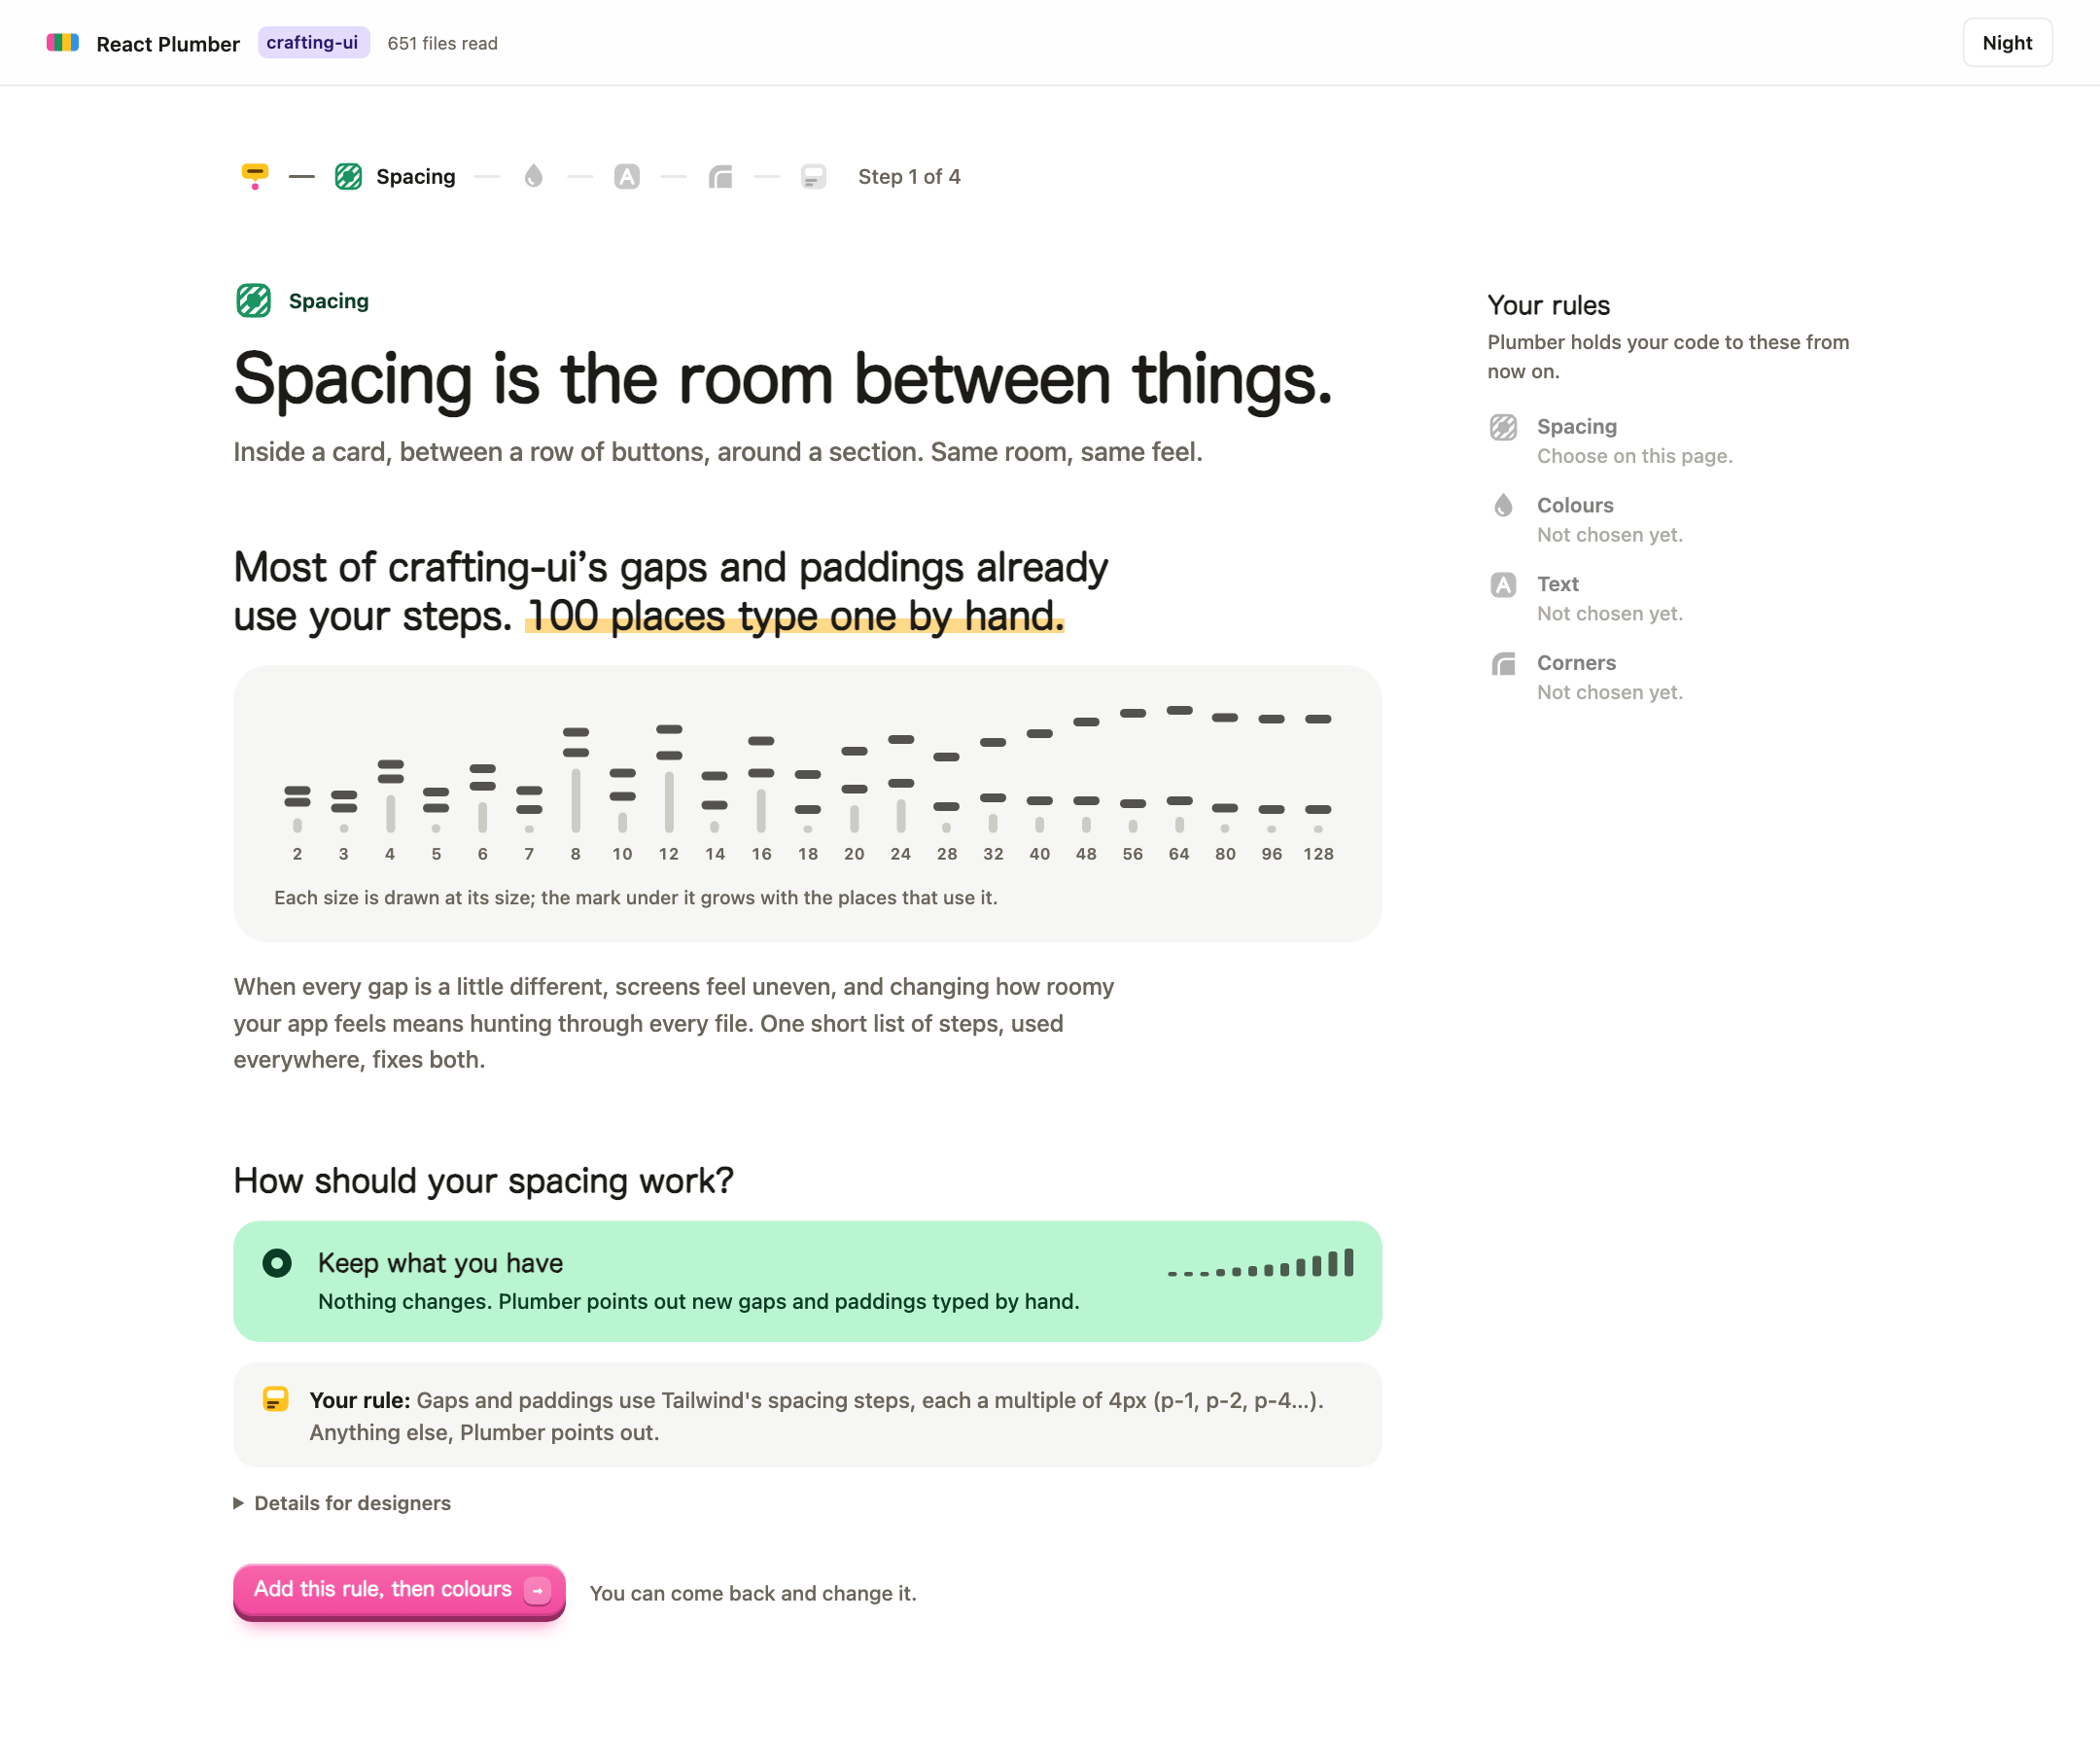 React Plumber crafting-ui 651 files read
Night
Spacing
Step 1 of 4
Spacing
Spacing is the room between things.
Inside a card, between a row of buttons, around a section. Same room, same feel.
Most of crafting-ui’s gaps and paddings already
use your steps. 100 places type one by hand.
2 3 4 5 6 7 8 10 12 14 16 18 20 24 28 32 40 48 56 64 80 96 128
Each size is drawn at its size; the mark under it grows with the places that use it.
When every gap is a little different, screens feel uneven, and changing how roomy
your app feels means hunting through every file. One short list of steps, used
everywhere, fixes both.
How should your spacing work?
Keep what you have
Nothing changes. Plumber points out new gaps and paddings typed by hand.
Your rule: Gaps and paddings use Tailwind's spacing steps, each a multiple of 4px (p-1, p-2, p-4...).
Anything else, Plumber points out.
Details for designers
Add this rule, then colours →
You can come back and change it.
Your rules
Plumber holds your code to these from
now on.
Spacing
Choose on this page.
Colours
Not chosen yet.
A Text
Not chosen yet.
Corners
Not chosen yet.